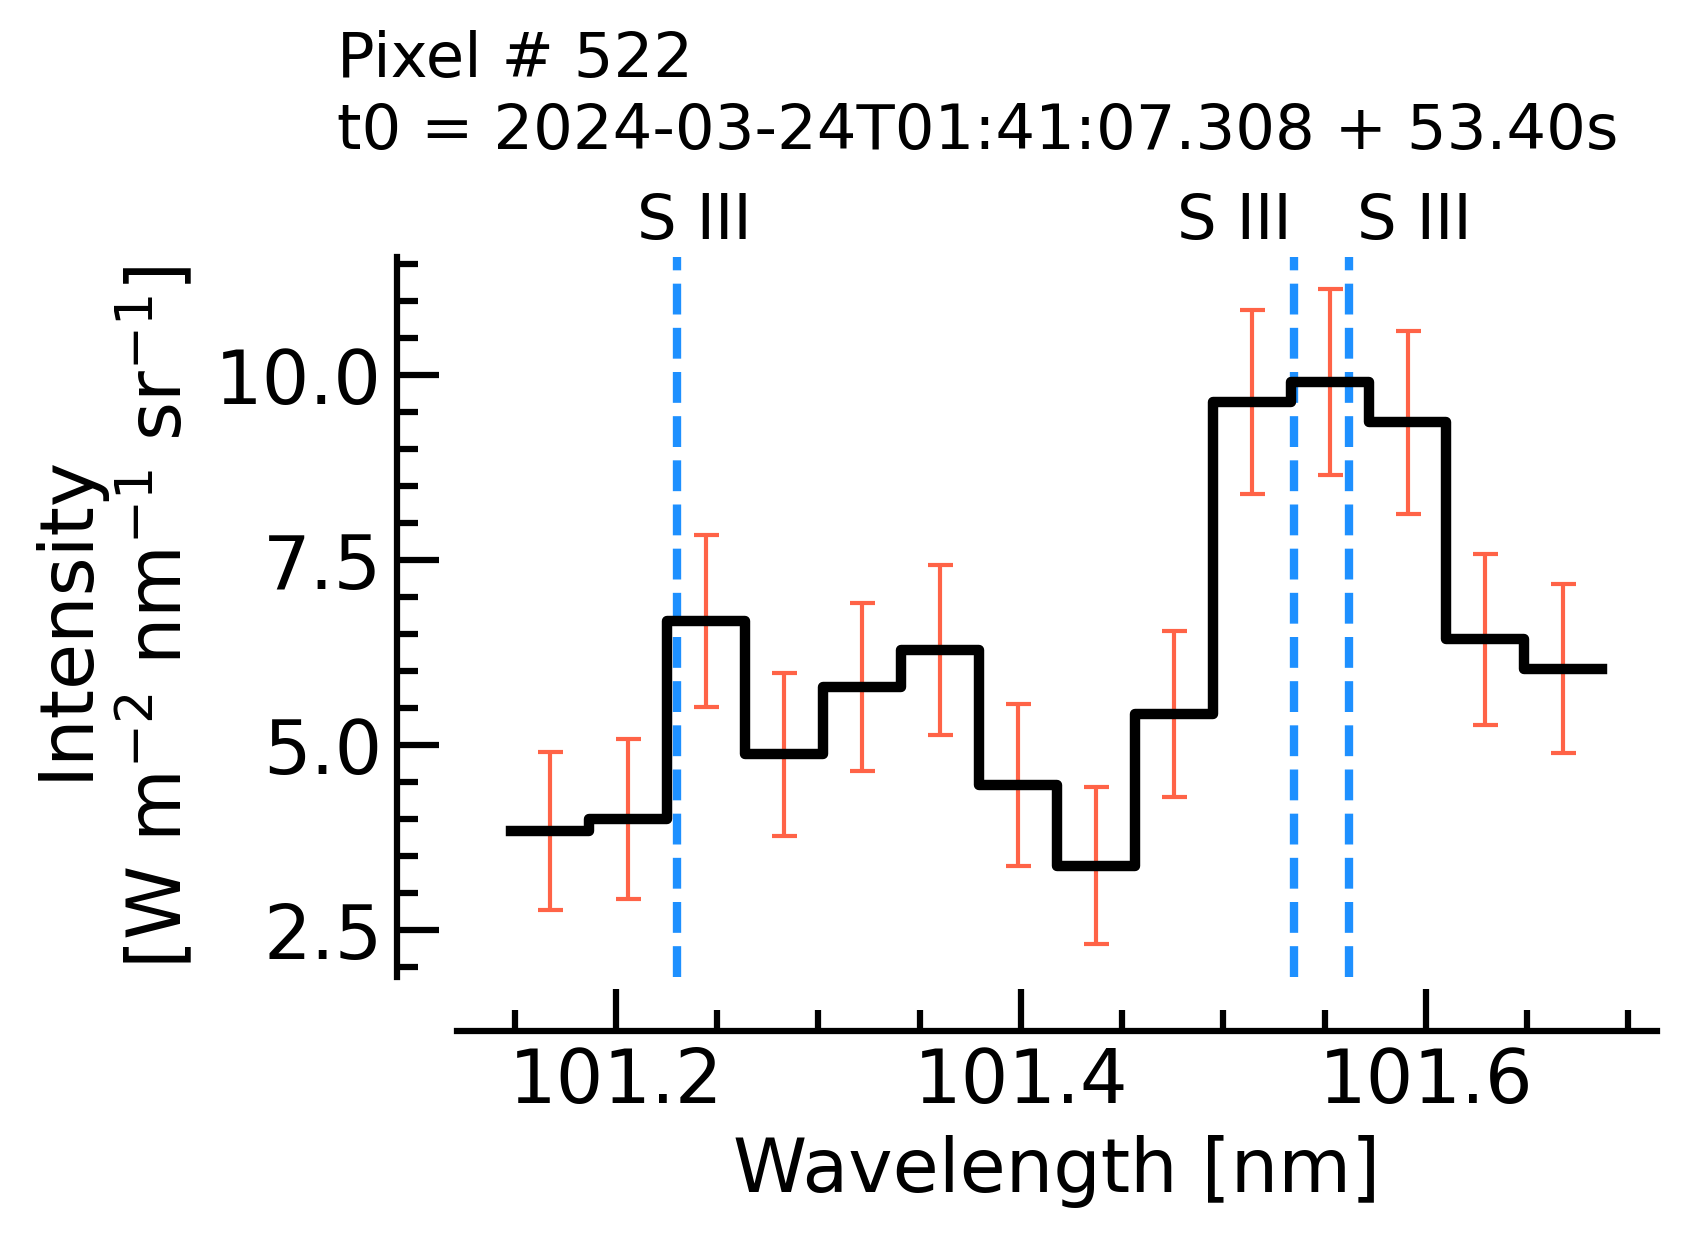 Pixel # 522
t0 = 2024-03-24T01:41:07.308 + 53.40s
S III S III S III
Intensity
[W m⁻² nm⁻¹ sr⁻¹]
10.0
7.5
5.0
2.5
101.2 101.4 101.6
Wavelength [nm]